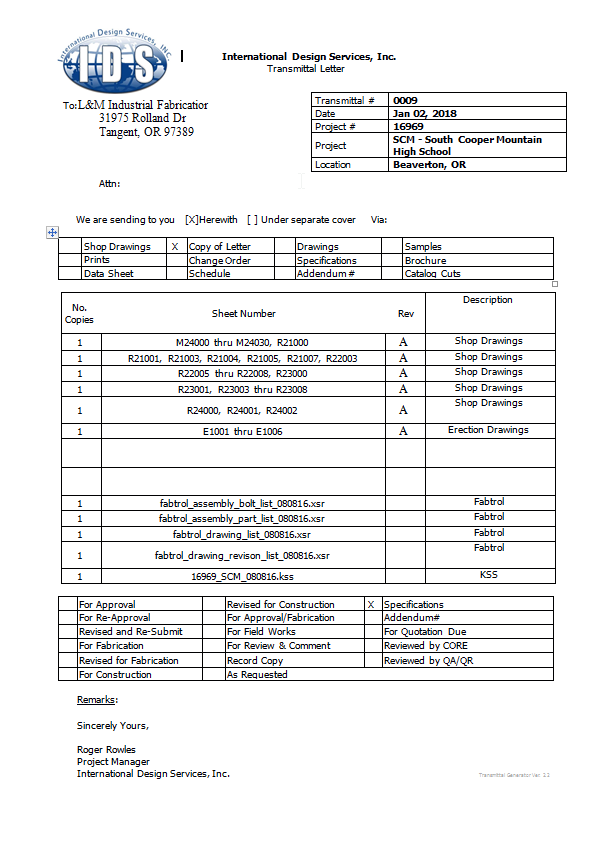 International Design Services, INC.
IDS
International Design Services, Inc.
Transmittal Letter
To:L&M Industrial Fabricatior
31975 Rolland Dr
Tangent, OR 97389
Transmittal # 0009
Date Jan 02, 2018
Project # 16969
Project SCM - South Cooper Mountain
High School
Location Beaverton, OR
Attn:
We are sending to you [X]Herewith [ ] Under separate cover Via:
Shop Drawings X Copy of Letter Drawings Samples
Prints Change Order Specifications Brochure
Data Sheet Schedule Addendum # Catalog Cuts
No.
Copies Sheet Number Rev Description
1 M24000 thru M24030, R21000 A Shop Drawings
1 R21001, R21003, R21004, R21005, R21007, R22003 A Shop Drawings
1 R22005 thru R22008, R23000 A Shop Drawings
1 R23001, R23003 thru R23008 A Shop Drawings
1 R24000, R24001, R24002 A Shop Drawings
1 E1001 thru E1006 A Erection Drawings
1 fabtrol_assembly_bolt_list_080816.xsr Fabtrol
1 fabtrol_assembly_part_list_080816.xsr Fabtrol
1 fabtrol_drawing_list_080816.xsr Fabtrol
1 fabtrol_drawing_revison_list_080816.xsr Fabtrol
1 16969_SCM_080816.kss KSS
For Approval Revised for Construction X Specifications
For Re-Approval For Approval/Fabrication Addendum#
Revised and Re-Submit For Field Works For Quotation Due
For Fabrication For Review & Comment Reviewed by CORE
Revised for Fabrication Record Copy Reviewed by QA/QR
For Construction As Requested
Remarks:
Sincerely Yours,
Roger Rowles
Project Manager
International Design Services, Inc.
Transmittal Generator Ver. 2.2